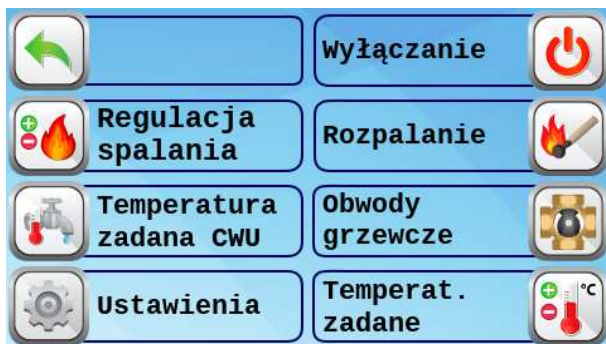 Wyłączanie
Regulacja
spalania
Rozpalanie
Temperatura
zadana CWU
Obwody
grzewcze
Ustawienia
Temperat.
zadane
°C